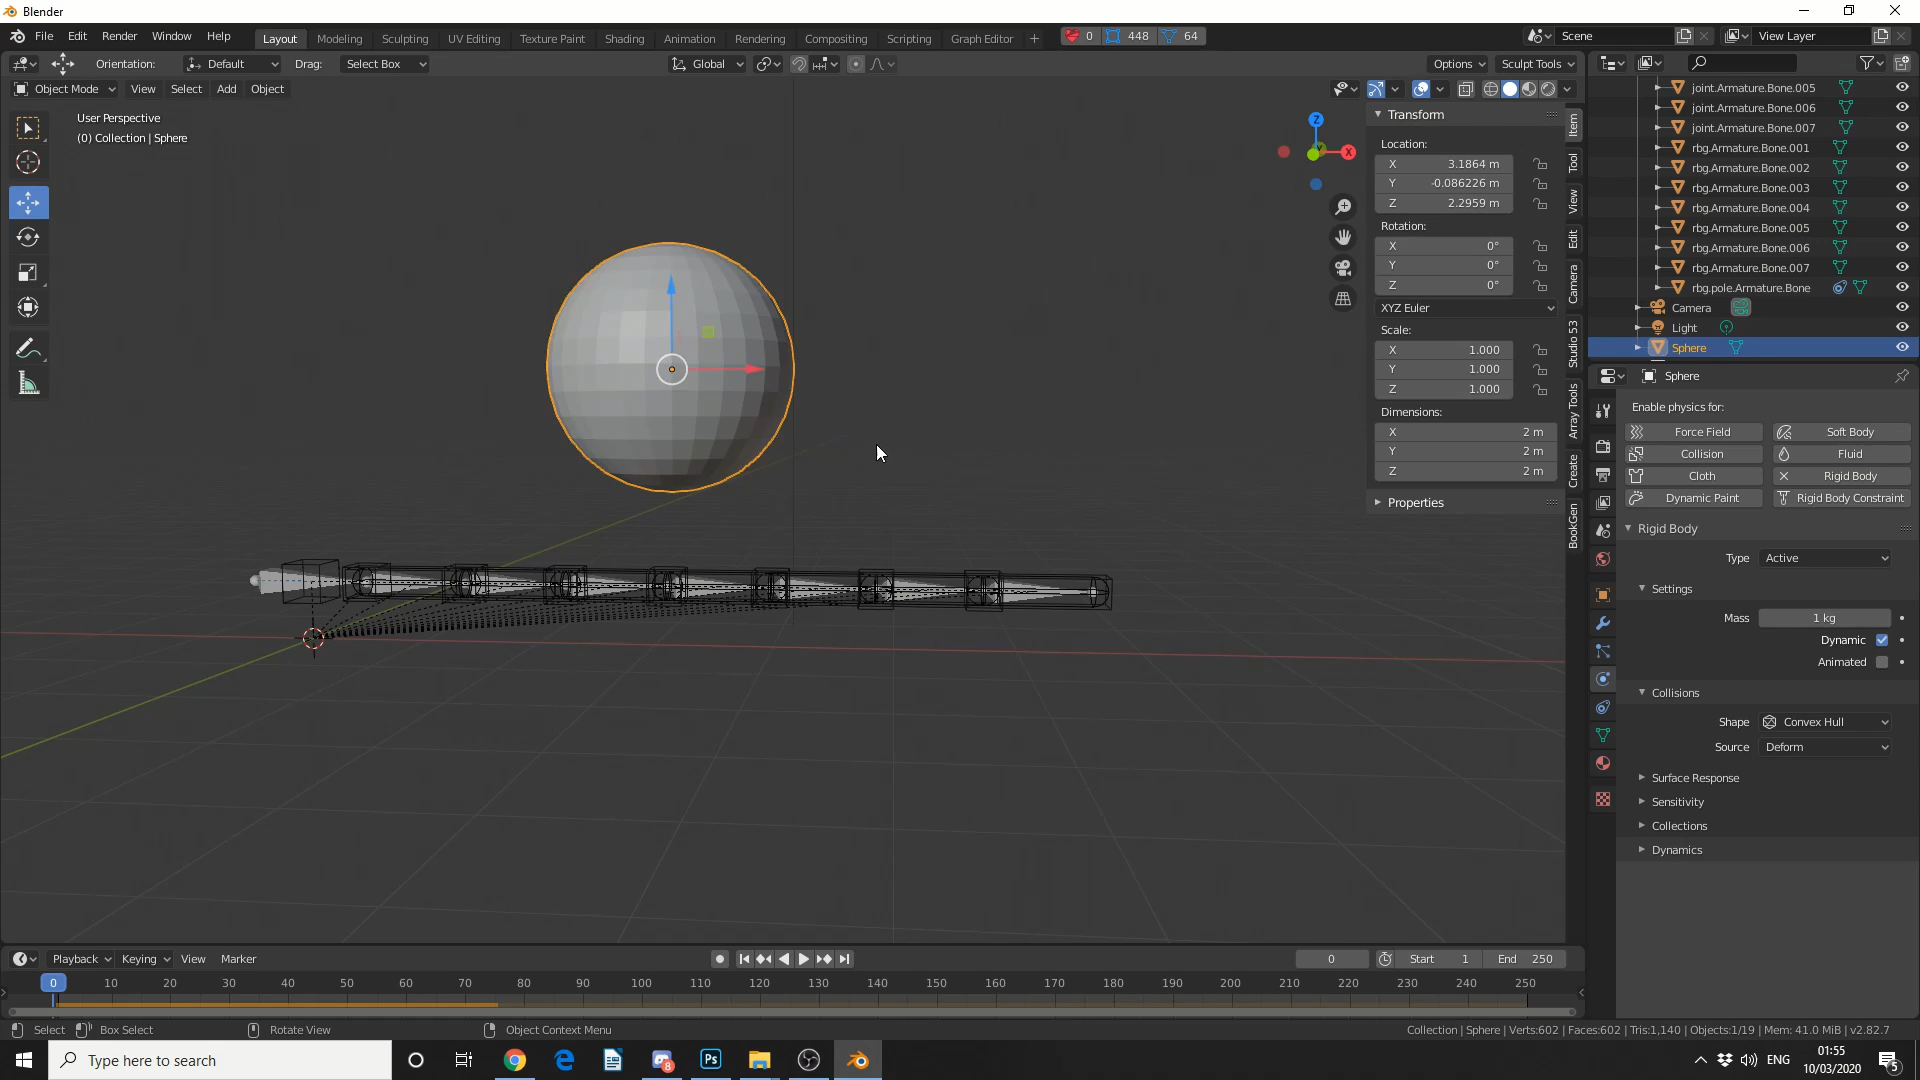 Blender
File Edit Render Window Help Layout Modeling Sculpting UV Editing Texture Paint Shading Animation Rendering Compositing Scripting Graph Editor + 0 448 64 Scene View Layer
Orientation: Default Drag: Select Box Global Options Sculpt Tools
Object Mode View Select Add Object
User Perspective
(0) Collection | Sphere
Z
X
Transform
Location:
X 3.1864 m
Y -0.086226 m
Z 2.2959 m
Rotation:
X 0°
Y 0°
Z 0°
XYZ Euler
Scale:
X 1.000
Y 1.000
Z 1.000
Dimensions:
X 2 m
Y 2 m
Z 2 m
Properties
Item
Tool
View
Edit
Camera
Studio 53
Array Tools
Create
BookGen
joint.Armature.Bone.005
joint.Armature.Bone.006
joint.Armature.Bone.007
rbg.Armature.Bone.001
rbg.Armature.Bone.002
rbg.Armature.Bone.003
rbg.Armature.Bone.004
rbg.Armature.Bone.005
rbg.Armature.Bone.006
rbg.Armature.Bone.007
rbg.pole.Armature.Bone
Camera
Light
Sphere
Sphere
Enable physics for:
Force Field Soft Body
Collision Fluid
Cloth Rigid Body
Dynamic Paint Rigid Body Constraint
Rigid Body
Type Active
Settings
Mass 1 kg
Dynamic
Animated
Collisions
Shape Convex Hull
Source Deform
Surface Response
Sensitivity
Collections
Dynamics
Playback Keying View Marker 0 Start 1 End 250
0 10 20 30 40 50 60 70 80 90 100 110 120 130 140 150 160 170 180 190 200 210 220 230 240 250
Select Box Select Rotate View Object Context Menu Collection | Sphere | Verts:602 | Faces:602 | Tris:1,140 | Objects:1/19 | Mem: 41.0 MiB | v2.82.7
Type here to search 8 Ps ENG 01:55
10/03/2020 5